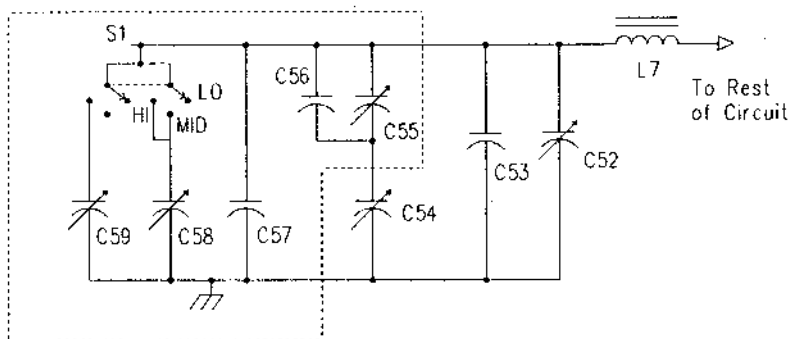 S1
C56
L7
LO
HI
MID
C55
To Rest
of Circuit
C53
C52
C59
C58
C57
C54